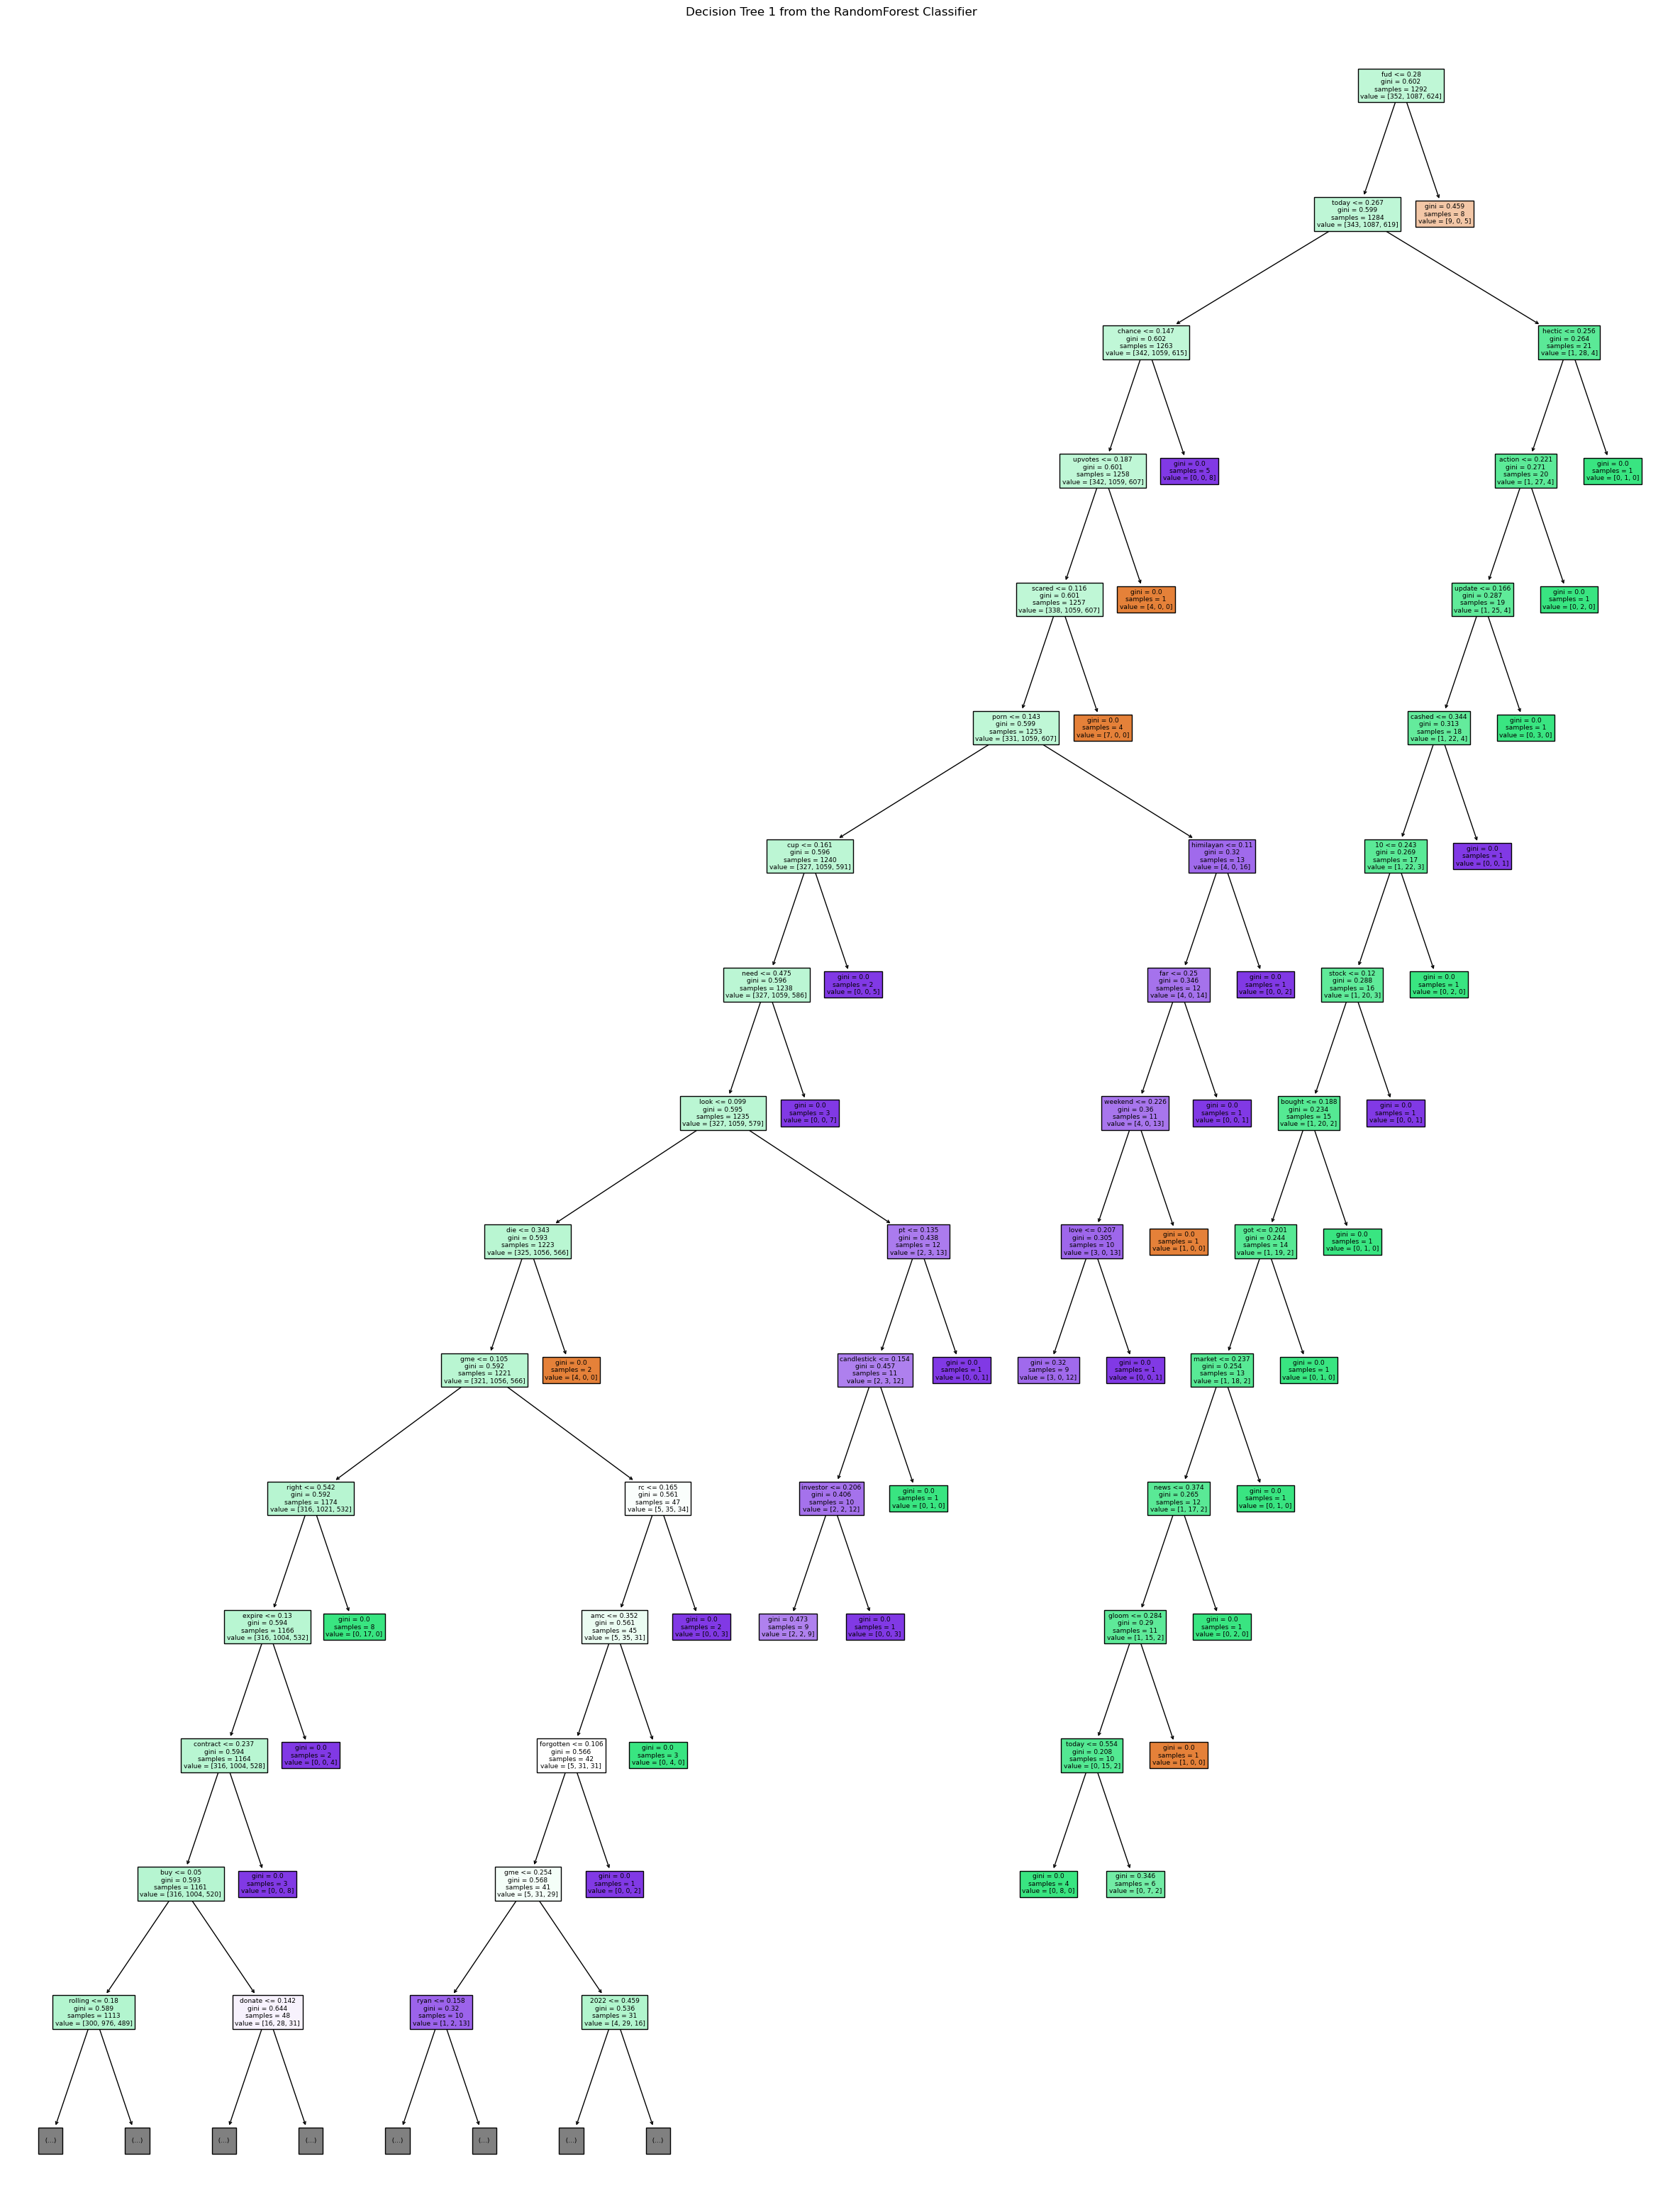 Decision Tree 1 from the RandomForest Classifier
fud <= 0.28
gini = 0.602
samples = 1292
value = [352, 1087, 624]
today <= 0.267
gini = 0.599
samples = 1284
value = [343, 1087, 619]
gini = 0.459
samples = 8
value = [9, 0, 5]
chance <= 0.147
gini = 0.602
samples = 1263
value = [342, 1059, 615]
hectic <= 0.256
gini = 0.264
samples = 21
value = [1, 28, 4]
upvotes <= 0.187
gini = 0.601
samples = 1258
value = [342, 1059, 607]
gini = 0.0
samples = 5
value = [0, 0, 8]
action <= 0.221
gini = 0.271
samples = 20
value = [1, 27, 4]
gini = 0.0
samples = 1
value = [0, 1, 0]
scared <= 0.116
gini = 0.601
samples = 1257
value = [338, 1059, 607]
gini = 0.0
samples = 1
value = [4, 0, 0]
update <= 0.166
gini = 0.287
samples = 19
value = [1, 25, 4]
gini = 0.0
samples = 1
value = [0, 2, 0]
porn <= 0.143
gini = 0.599
samples = 1253
value = [331, 1059, 607]
gini = 0.0
samples = 4
value = [7, 0, 0]
cashed <= 0.344
gini = 0.313
samples = 18
value = [1, 22, 4]
gini = 0.0
samples = 1
value = [0, 3, 0]
cup <= 0.161
gini = 0.596
samples = 1240
value = [327, 1059, 591]
himilayan <= 0.11
gini = 0.32
samples = 13
value = [4, 0, 16]
10 <= 0.243
gini = 0.269
samples = 17
value = [1, 22, 3]
gini = 0.0
samples = 1
value = [0, 0, 1]
need <= 0.475
gini = 0.596
samples = 1238
value = [327, 1059, 586]
gini = 0.0
samples = 2
value = [0, 0, 5]
far <= 0.25
gini = 0.346
samples = 12
value = [4, 0, 14]
gini = 0.0
samples = 1
value = [0, 0, 2]
stock <= 0.12
gini = 0.288
samples = 16
value = [1, 20, 3]
gini = 0.0
samples = 1
value = [0, 2, 0]
look <= 0.099
gini = 0.595
samples = 1235
value = [327, 1059, 579]
gini = 0.0
samples = 3
value = [0, 0, 7]
weekend <= 0.226
gini = 0.36
samples = 11
value = [4, 0, 13]
gini = 0.0
samples = 1
value = [0, 0, 1]
bought <= 0.188
gini = 0.234
samples = 15
value = [1, 20, 2]
gini = 0.0
samples = 1
value = [0, 0, 1]
die <= 0.343
gini = 0.593
samples = 1223
value = [325, 1056, 566]
pt <= 0.135
gini = 0.438
samples = 12
value = [2, 3, 13]
love <= 0.207
gini = 0.305
samples = 10
value = [3, 0, 13]
gini = 0.0
samples = 1
value = [1, 0, 0]
got <= 0.201
gini = 0.244
samples = 14
value = [1, 19, 2]
gini = 0.0
samples = 1
value = [0, 1, 0]
gme <= 0.105
gini = 0.592
samples = 1221
value = [321, 1056, 566]
gini = 0.0
samples = 2
value = [4, 0, 0]
candlestick <= 0.154
gini = 0.457
samples = 11
value = [2, 3, 12]
gini = 0.0
samples = 1
value = [0, 0, 1]
gini = 0.32
samples = 9
value = [3, 0, 12]
gini = 0.0
samples = 1
value = [0, 0, 1]
market <= 0.237
gini = 0.254
samples = 13
value = [1, 18, 2]
gini = 0.0
samples = 1
value = [0, 1, 0]
right <= 0.542
gini = 0.592
samples = 1174
value = [316, 1021, 532]
rc <= 0.165
gini = 0.561
samples = 47
value = [5, 35, 34]
investor <= 0.206
gini = 0.406
samples = 10
value = [2, 2, 12]
gini = 0.0
samples = 1
value = [0, 1, 0]
news <= 0.374
gini = 0.265
samples = 12
value = [1, 17, 2]
gini = 0.0
samples = 1
value = [0, 1, 0]
expire <= 0.13
gini = 0.594
samples = 1166
value = [316, 1004, 532]
gini = 0.0
samples = 8
value = [0, 17, 0]
amc <= 0.352
gini = 0.561
samples = 45
value = [5, 35, 31]
gini = 0.0
samples = 2
value = [0, 0, 3]
gini = 0.473
samples = 9
value = [2, 2, 9]
gini = 0.0
samples = 1
value = [0, 0, 3]
gloom <= 0.284
gini = 0.29
samples = 11
value = [1, 15, 2]
gini = 0.0
samples = 1
value = [0, 2, 0]
contract <= 0.237
gini = 0.594
samples = 1164
value = [316, 1004, 528]
gini = 0.0
samples = 2
value = [0, 0, 4]
forgotten <= 0.106
gini = 0.566
samples = 42
value = [5, 31, 31]
gini = 0.0
samples = 3
value = [0, 4, 0]
today <= 0.554
gini = 0.208
samples = 10
value = [0, 15, 2]
gini = 0.0
samples = 1
value = [1, 0, 0]
buy <= 0.05
gini = 0.593
samples = 1161
value = [316, 1004, 520]
gini = 0.0
samples = 3
value = [0, 0, 8]
gme <= 0.254
gini = 0.568
samples = 41
value = [5, 31, 29]
gini = 0.0
samples = 1
value = [0, 0, 2]
gini = 0.0
samples = 4
value = [0, 8, 0]
gini = 0.346
samples = 6
value = [0, 7, 2]
rolling <= 0.18
gini = 0.589
samples = 1113
value = [300, 976, 489]
donate <= 0.142
gini = 0.644
samples = 48
value = [16, 28, 31]
ryan <= 0.158
gini = 0.32
samples = 10
value = [1, 2, 13]
2022 <= 0.459
gini = 0.536
samples = 31
value = [4, 29, 16]
(...)
(...)
(...)
(...)
(...)
(...)
(...)
(...)